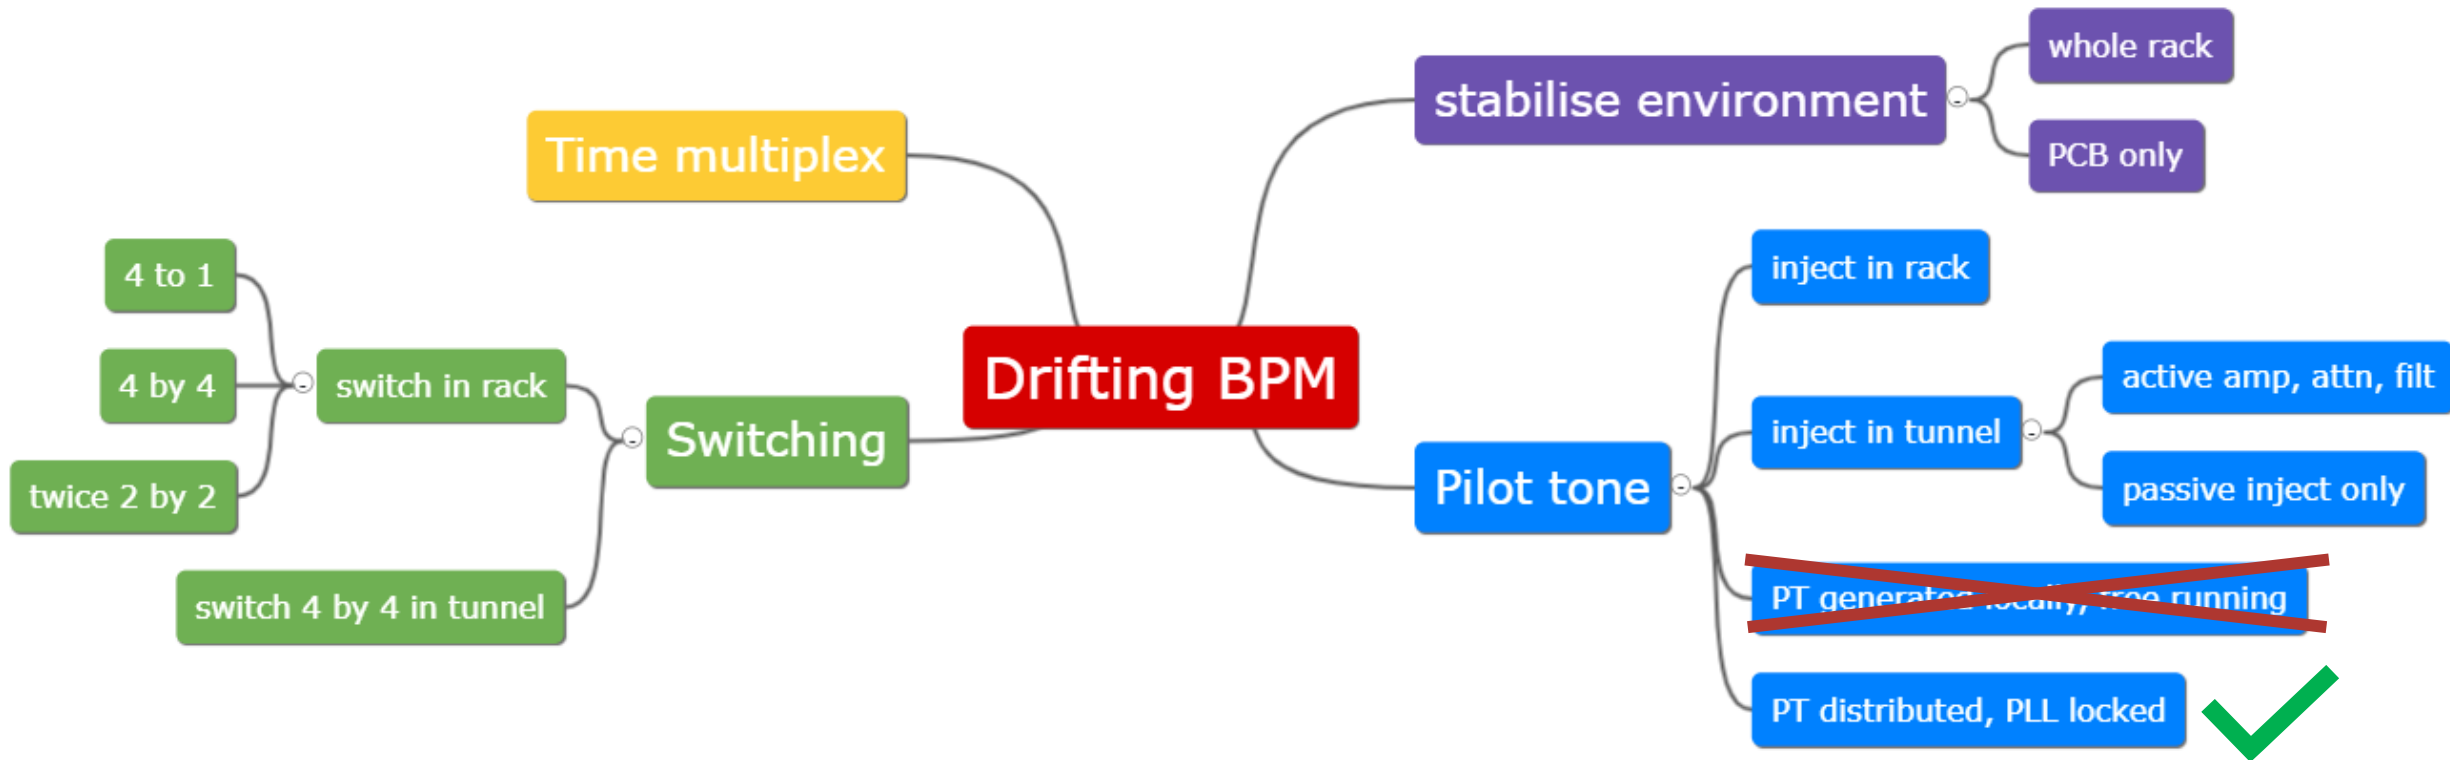 whole rack
stabilise environment
PCB only
Time multiplex
4 to 1
4 by 4
twice 2 by 2
switch in rack
switch 4 by 4 in tunnel
Switching
Drifting BPM
Pilot tone
inject in rack
inject in tunnel
active amp, attn, filt
passive inject only
PT generated locally, free running
PT distributed, PLL locked